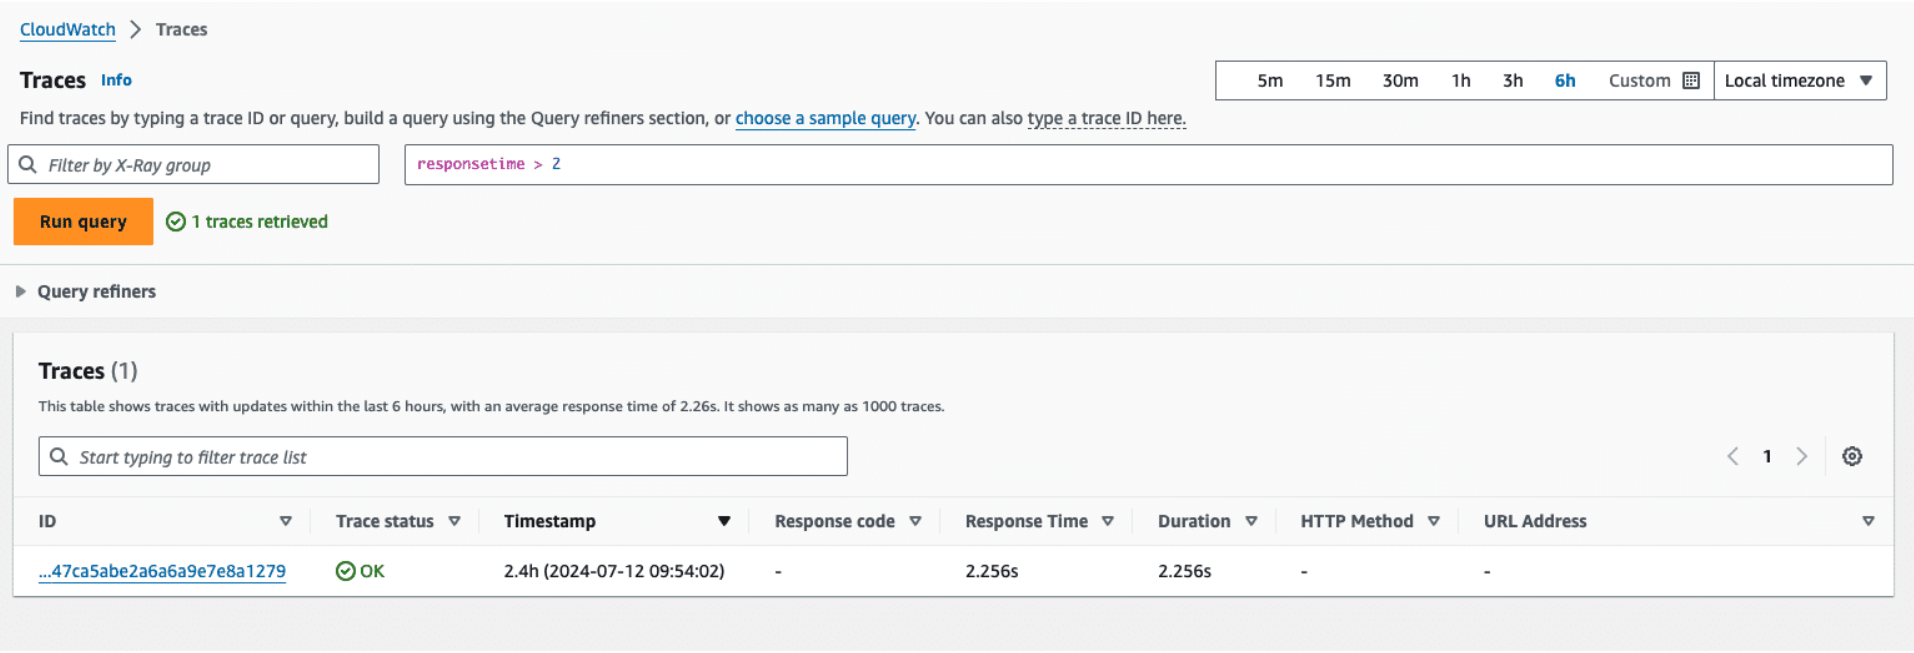 CloudWatch > Traces
Traces Info
5m 15m 30m 1h 3h 6h Custom Local timezone
Find traces by typing a trace ID or query, build a query using the Query refiners section, or choose a sample query. You can also type a trace ID here.
Filter by X-Ray group
responsetime > 2
Run query
1 traces retrieved
Query refiners
Traces (1)
This table shows traces with updates within the last 6 hours, with an average response time of 2.26s. It shows as many as 1000 traces.
Start typing to filter trace list
< 1 >
ID Trace status Timestamp Response code Response Time Duration HTTP Method URL Address
...47ca5abe2a6a6a9e7e8a1279 OK 2.4h (2024-07-12 09:54:02) - 2.256s 2.256s - -